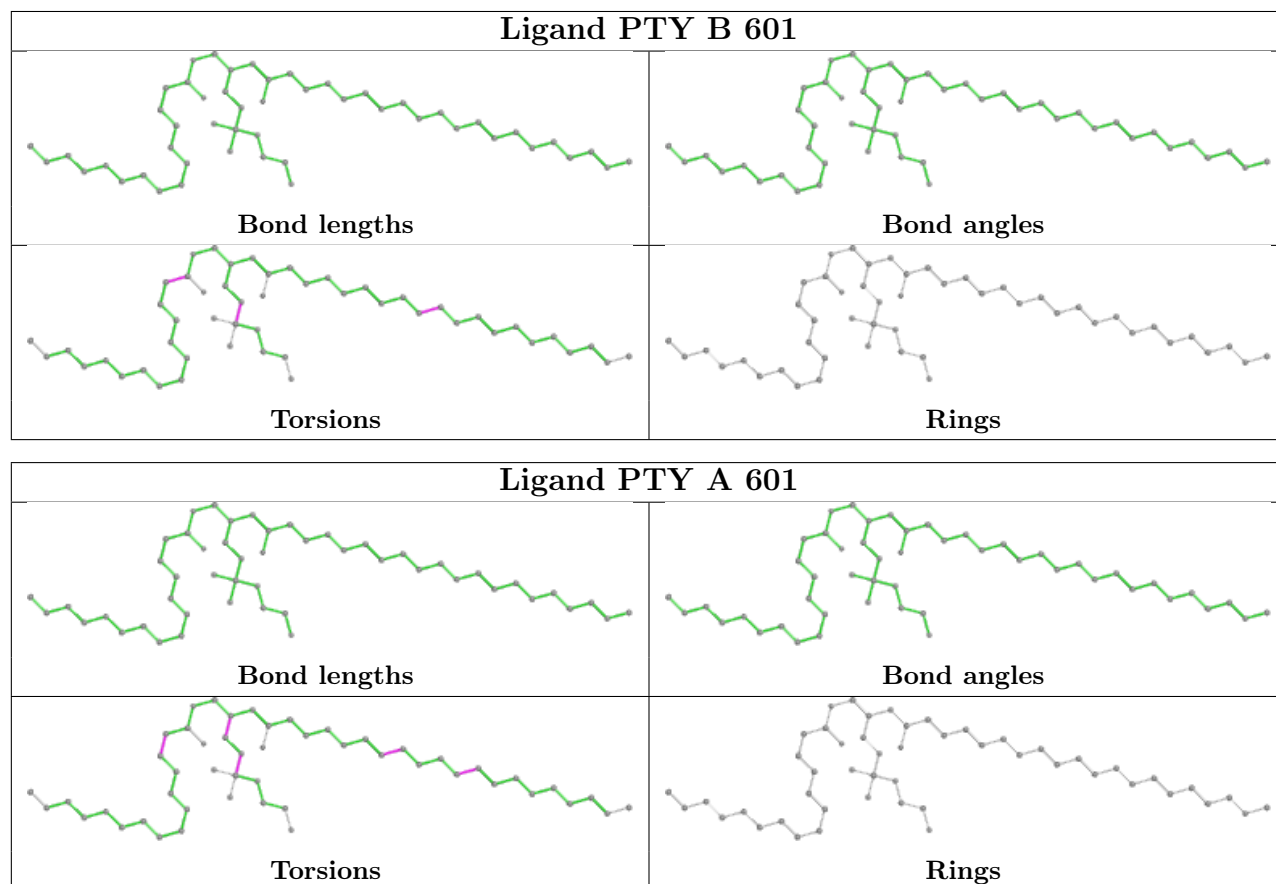 Ligand PTY B 601
Bond lengths
Bond angles
Torsions
Rings
Ligand PTY A 601
Bond lengths
Bond angles
Torsions
Rings